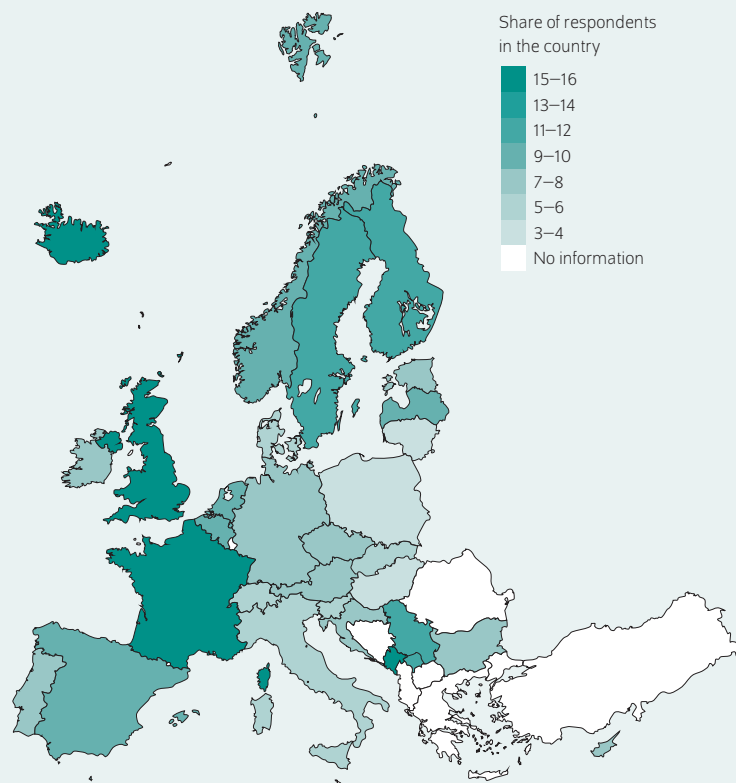 Share of respondents
in the country
15–16
13–14
11–12
9–10
7–8
5–6
3–4
No information